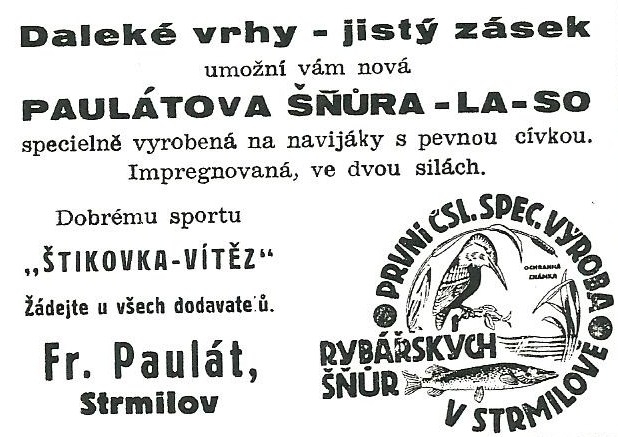 Daleké vrhy - jistý zásek
umožní vám nová
PAULÁTOVA ŠŇŮRA - LA - SO
specielně vyrobená na navijáky s pevnou cívkou.
Impregnovaná, ve dvou silách.
Dobrému sportu
„ŠTIKOVKA-VÍTĚZ"
Žádejte u všech dodavate ů.
Fr. Paulát,
Strmilov
PRVNÍ ČSL. SPEC. VÝROBA
OCHRANNÁ
ZNÁMKA
RYBÁŘSKÝCH
ŠŇŮR
V STRMILOVĚ